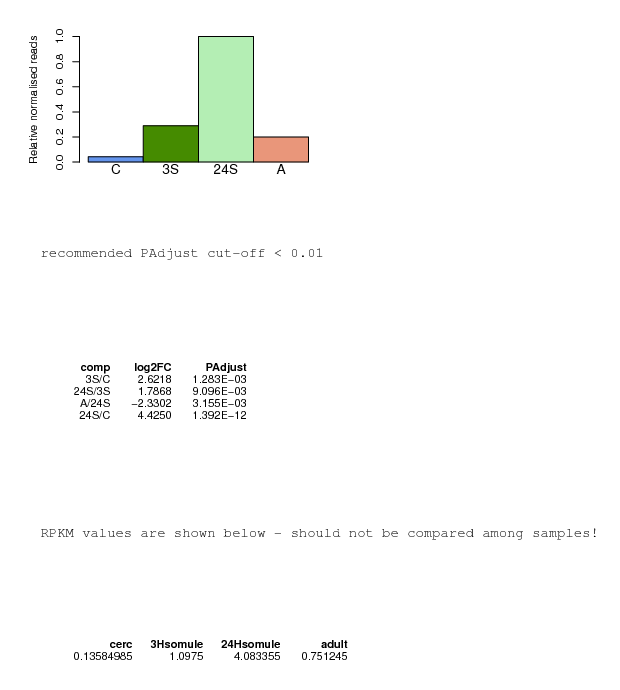 Relative normalised reads
1.0
0.8
0.6
0.4
0.2
0.0
C 3S 24S A
recommended PAdjust cut-off < 0.01
comp log2FC PAdjust
3S/C 2.6218 1.283E-03
24S/3S 1.7868 9.096E-03
A/24S -2.3302 3.155E-03
24S/C 4.4250 1.392E-12
RPKM values are shown below - should not be compared among samples!
cerc 3Hsomule 24Hsomule adult
0.13584985 1.0975 4.083355 0.751245